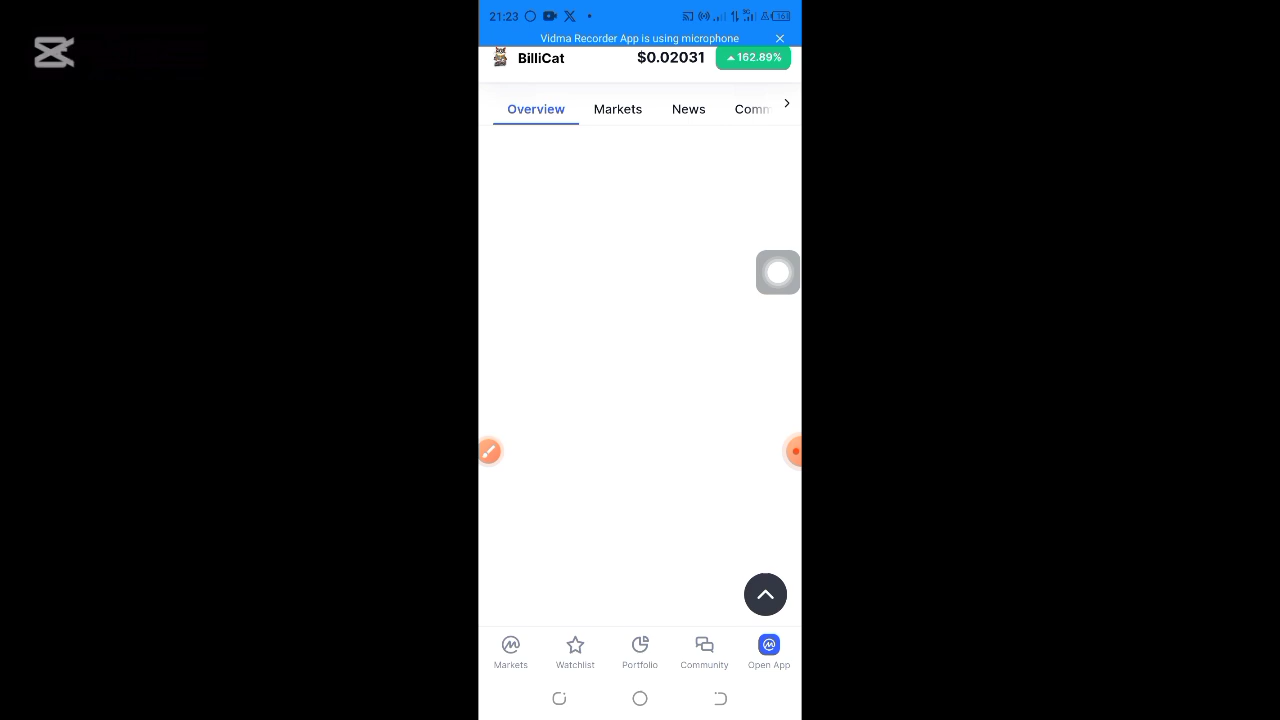 21:23
Vidma Recorder App is using microphone
BilliCat $0.02031 162.89%
Overview Markets News Comm
Markets Watchlist Portfolio Community Open App